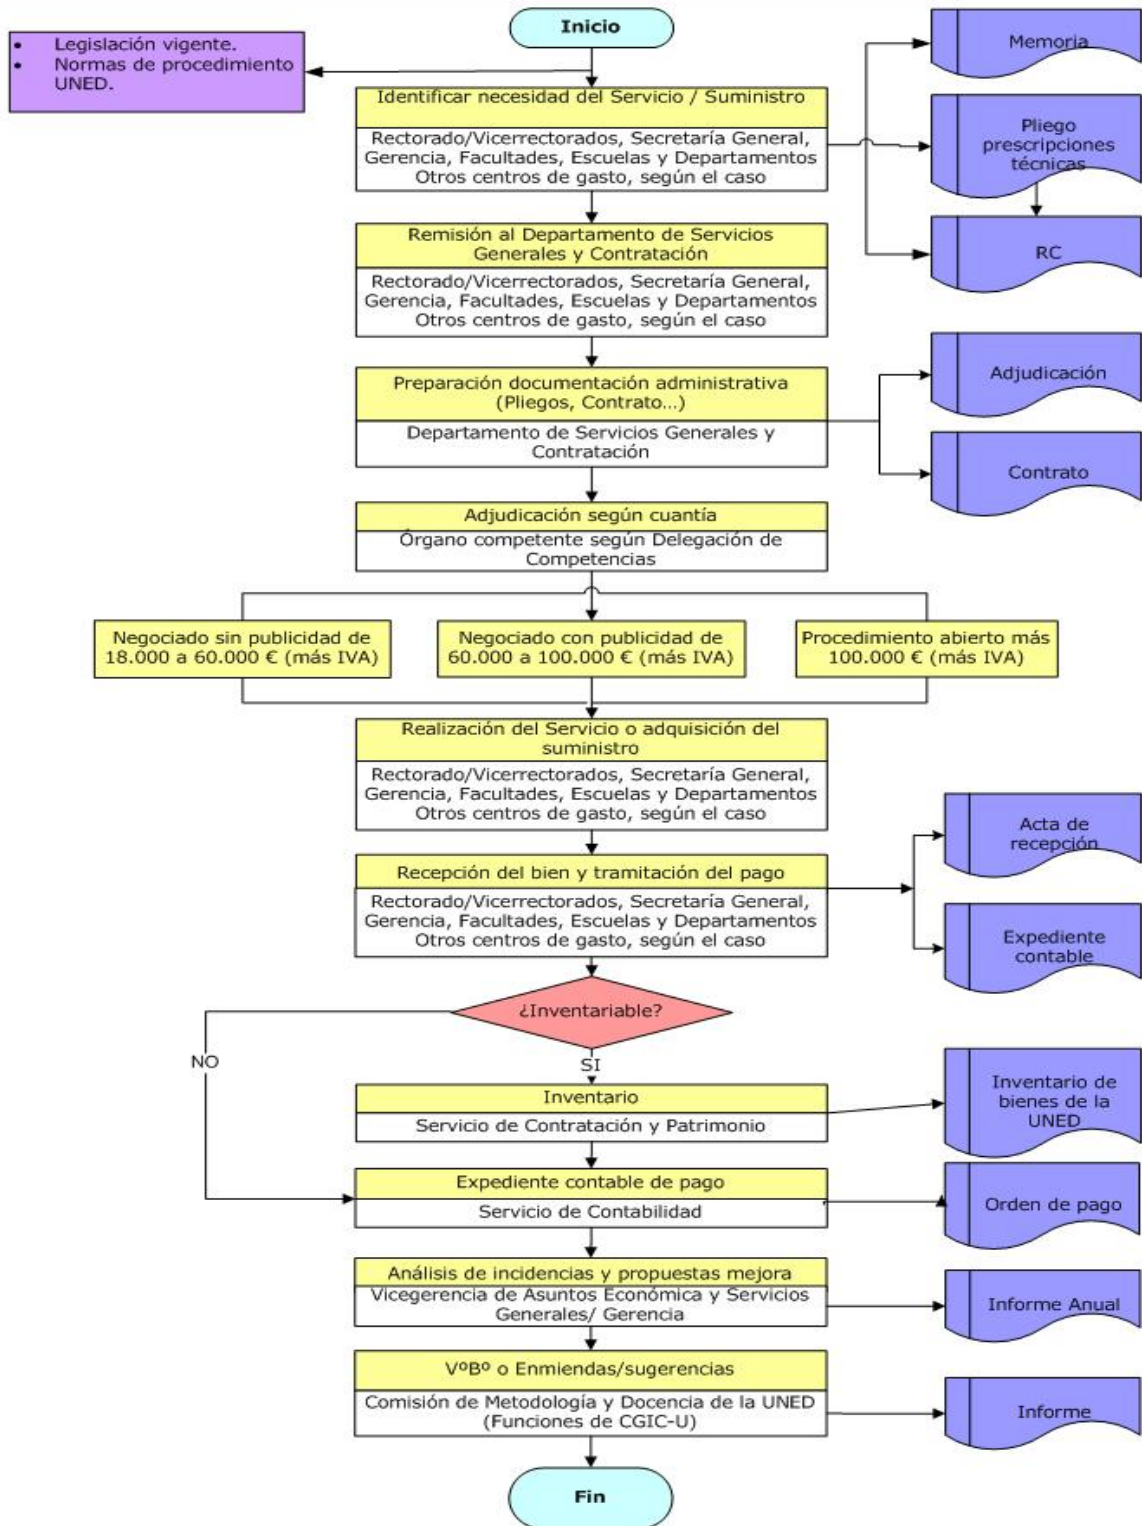 Inicio
• Legislación vigente.
• Normas de procedimiento
UNED.
Memoria
Identificar necesidad del Servicio / Suministro
Rectorado/Vicerrectorados, Secretaría General,
Gerencia, Facultades, Escuelas y Departamentos
Otros centros de gasto, según el caso
Pliego
prescripciones
técnicas
Remisión al Departamento de Servicios
Generales y Contratación
Rectorado/Vicerrectorados, Secretaría General,
Gerencia, Facultades, Escuelas y Departamentos
Otros centros de gasto, según el caso
RC
Preparación documentación administrativa
(Pliegos, Contrato...)
Departamento de Servicios Generales y
Contratación
Adjudicación
Contrato
Adjudicación según cuantía
Órgano competente según Delegación de
Competencias
Negociado sin publicidad de
18.000 a 60.000 € (más IVA)
Negociado con publicidad de
60.000 a 100.000 € (más IVA)
Procedimiento abierto más
100.000 € (más IVA)
Realización del Servicio o adquisición del
suministro
Rectorado/Vicerrectorados, Secretaría General,
Gerencia, Facultades, Escuelas y Departamentos
Otros centros de gasto, según el caso
Recepción del bien y tramitación del pago
Rectorado/Vicerrectorados, Secretaría General,
Gerencia, Facultades, Escuelas y Departamentos
Otros centros de gasto, según el caso
Acta de
recepción
Expediente
contable
¿Inventariable?
NO
SI
Inventario
Servicio de Contratación y Patrimonio
Inventario de
bienes de la
UNED
Expediente contable de pago
Servicio de Contabilidad
Orden de pago
Análisis de incidencias y propuestas mejora
Vicegerencia de Asuntos Económica y Servicios
Generales/ Gerencia
Informe Anual
VºBº o Enmiendas/sugerencias
Comisión de Metodología y Docencia de la UNED
(Funciones de CGIC-U)
Informe
Fin